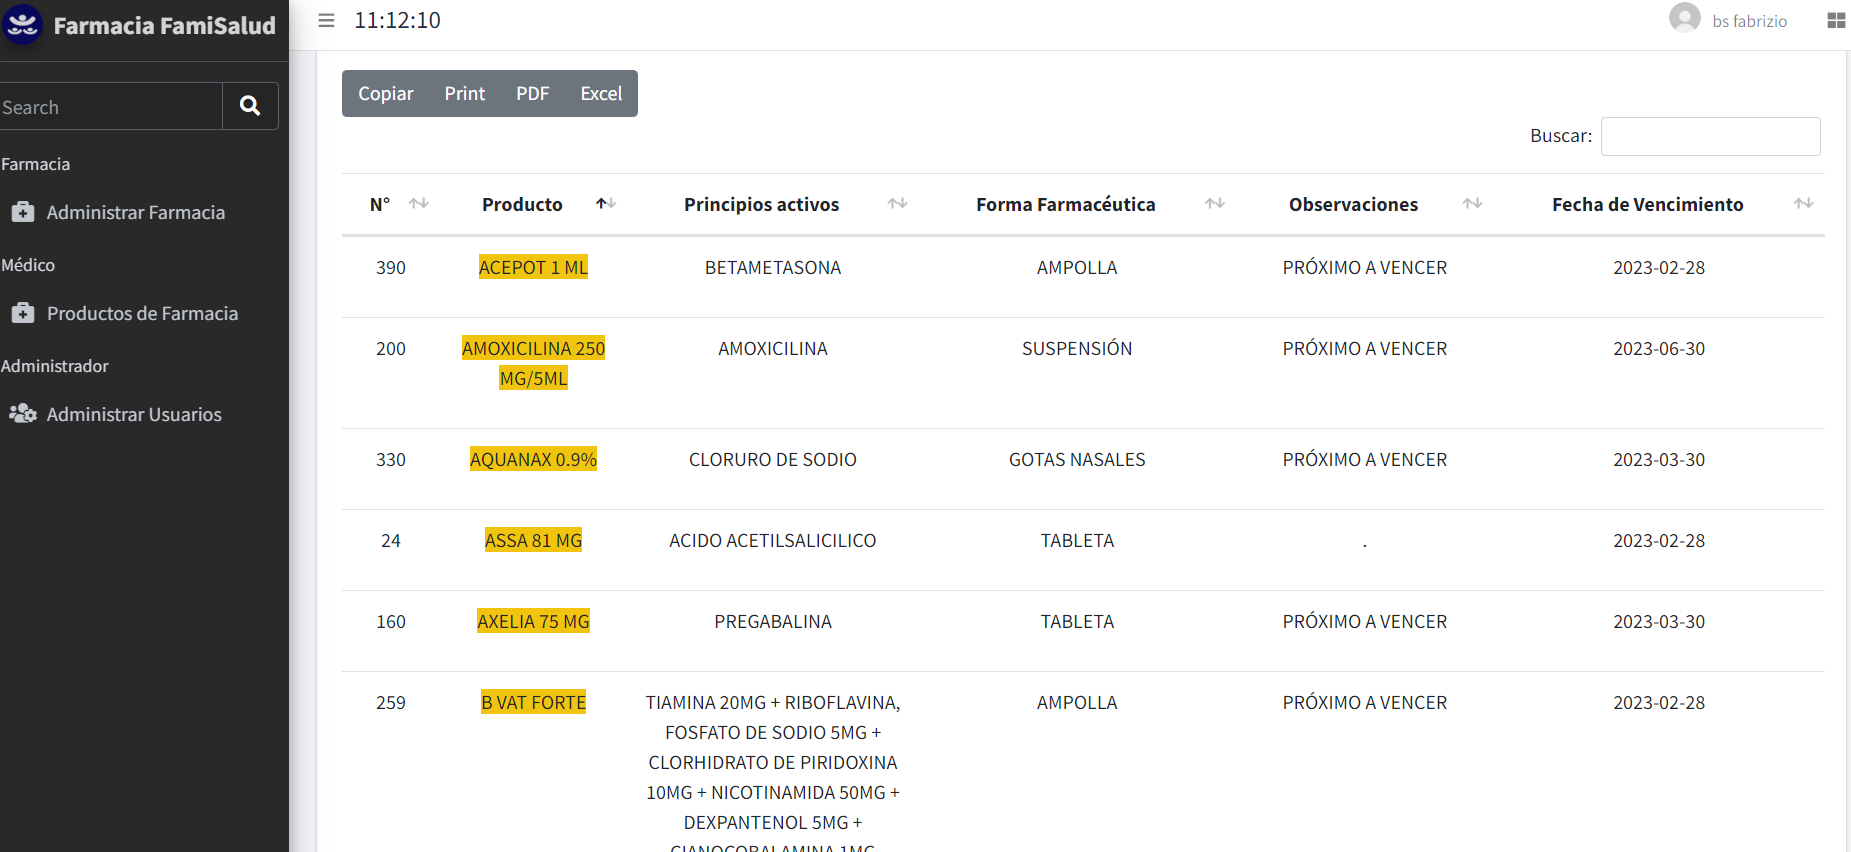 Farmacia FamiSalud
11:12:10
bs fabrizio
Search
Farmacia
Administrar Farmacia
Médico
Productos de Farmacia
Administrador
Administrar Usuarios
Copiar Print PDF Excel
Buscar:
N° Producto Principios activos Forma Farmacéutica Observaciones Fecha de Vencimiento
390 ACEPOT 1 ML BETAMETASONA AMPOLLA PRÓXIMO A VENCER 2023-02-28
200 AMOXICILINA 250 AMOXICILINA SUSPENSIÓN PRÓXIMO A VENCER 2023-06-30
MG/5ML
330 AQUANAX 0.9% CLORURO DE SODIO GOTAS NASALES PRÓXIMO A VENCER 2023-03-30
24 ASSA 81 MG ACIDO ACETILSALICILICO TABLETA . 2023-02-28
160 AXELIA 75 MG PREGABALINA TABLETA PRÓXIMO A VENCER 2023-03-30
259 B VAT FORTE TIAMINA 20MG + RIBOFLAVINA, AMPOLLA PRÓXIMO A VENCER 2023-02-28
FOSFATO DE SODIO 5MG +
CLORHIDRATO DE PIRIDOXINA
10MG + NICOTINAMIDA 50MG +
DEXPANTENOL 5MG +
CIANOCOBALAMINA 1MG